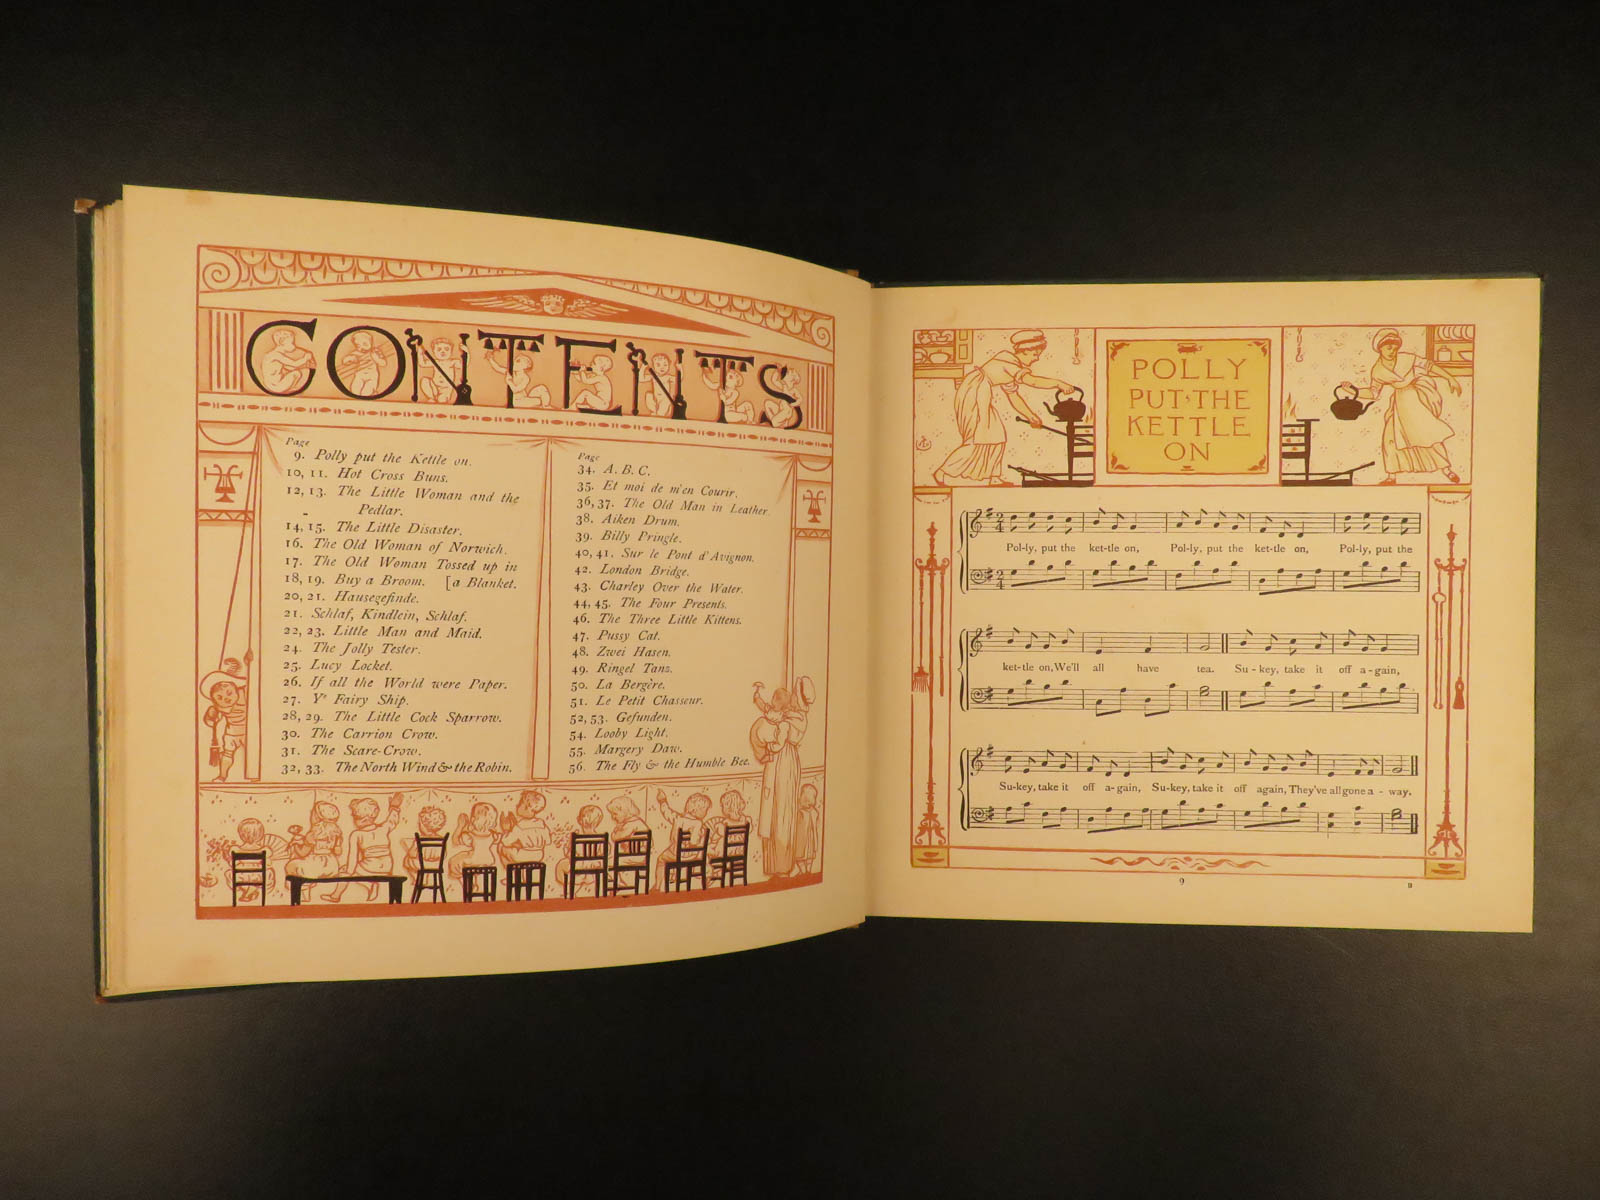 CONTENTS
Page
9. Polly put the Kettle on.
10, 11. Hot Cross Buns.
12, 13. The Little Woman and the
Pedlar.
14, 15. The Little Disaster.
16. The Old Woman of Norwich.
17. The Old Woman Tossed up in
18, 19. Buy a Broom. [a Blanket.
20, 21. Hausegefinde.
21. Schlaf, Kindlein, Schlaf.
22, 23. Little Man and Maid.
24. The Jolly Tester.
25. Lucy Locket.
26. If all the World were Paper.
27. Ye Fairy Ship.
28, 29. The Little Cock Sparrow.
30. The Carrion Crow.
31. The Scare-Crow.
32, 33. The North Wind & the Robin.
Page
34. A. B. C.
35. Et moi de m'en Courir.
36, 37. The Old Man in Leather.
38. Aiken Drum.
39. Billy Pringle.
40, 41. Sur le Pont d'Avignon.
42. London Bridge.
43. Charley Over the Water.
44, 45. The Four Presents.
46. The Three Little Kittens.
47. Pussy Cat.
48. Zwei Hasen.
49. Ringel Tanz.
50. La Bergère.
51. Le Petit Chasseur.
52, 53. Gefunden.
54. Looby Light.
55. Margery Daw.
56. The Fly & the Humble Bee.
POLLY
PUT·THE
KETTLE
ON
2 4
Pol-ly, put the ket-tle on, Pol-ly, put the ket-tle on, Pol-ly, put the
2 4
ket-tle on, We'll all have tea. Su-key, take it off a-gain,
Su-key, take it off a-gain, Su-key, take it off again, They've all gone a-way.
9 B